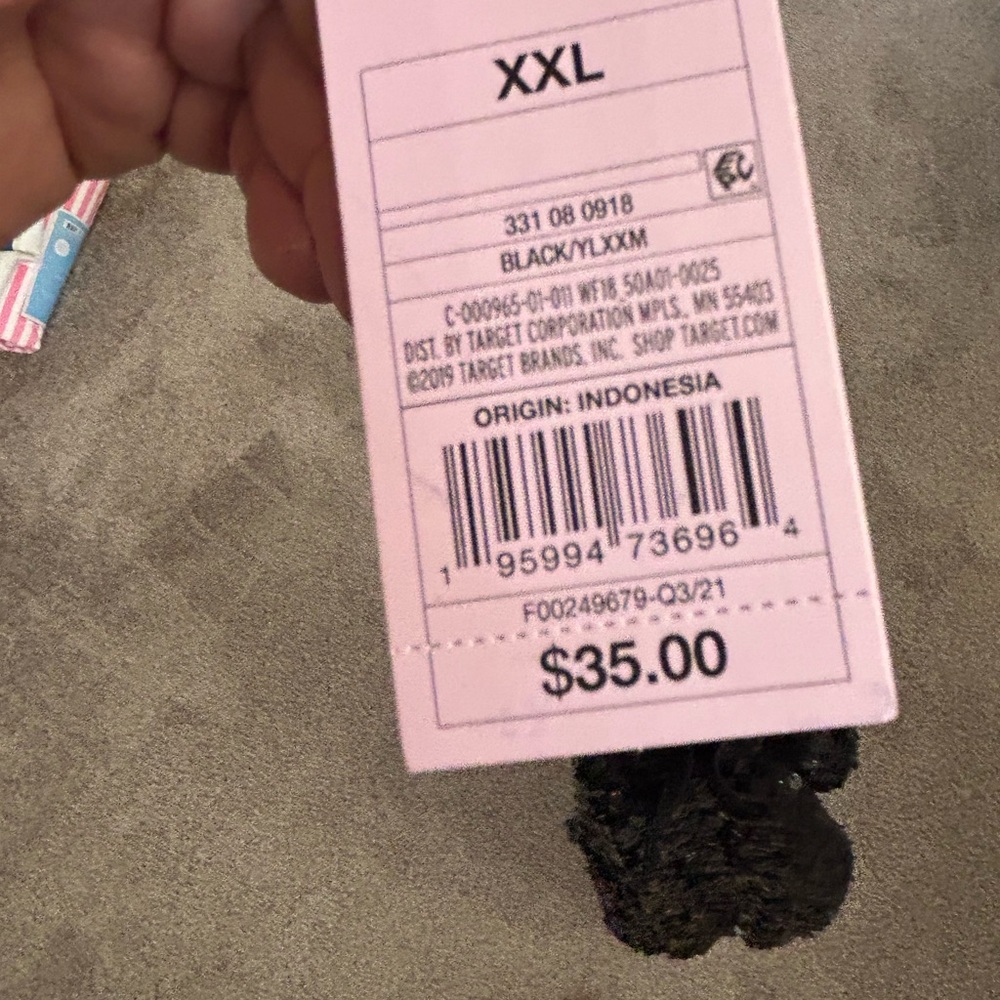 XXL
331 08 0918
BLACK/YLXXM
C-000965-01-011 WF18 50A01-0025
DIST. BY TARGET CORPORATION MPLS., MN 55403
©2019 TARGET BRANDS, INC. SHOP TARGET.COM
ORIGIN: INDONESIA
1 95994 73696 4
F00249679-Q3/21
$35.00